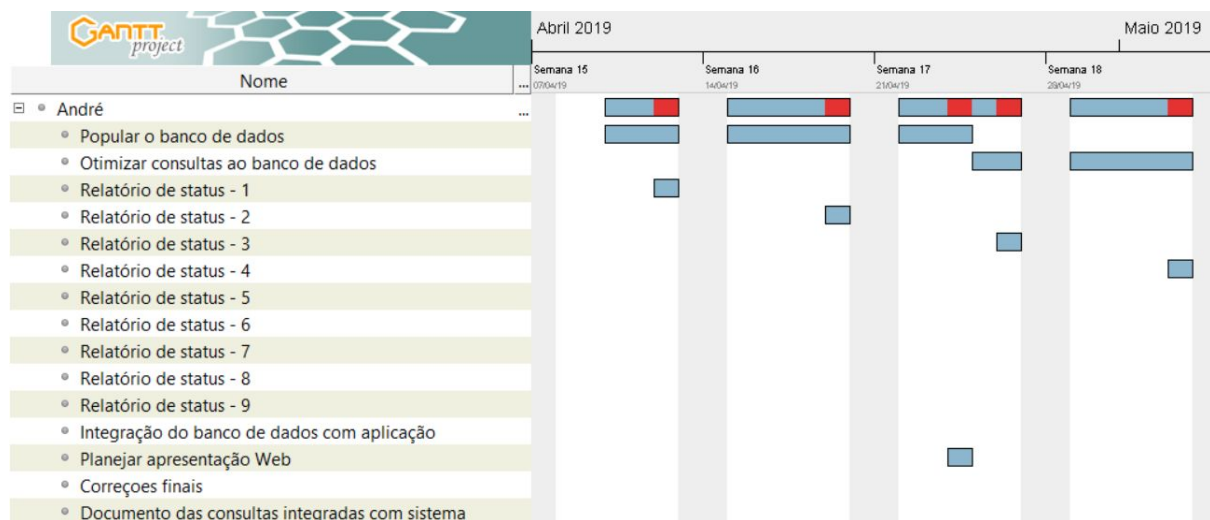 GANTT
project
Abril 2019
Maio 2019
Nome
...
Semana 15
07/04/19
Semana 16
14/04/19
Semana 17
21/04/19
Semana 18
28/04/19
André
...
Popular o banco de dados
Otimizar consultas ao banco de dados
Relatório de status - 1
Relatório de status - 2
Relatório de status - 3
Relatório de status - 4
Relatório de status - 5
Relatório de status - 6
Relatório de status - 7
Relatório de status - 8
Relatório de status - 9
Integração do banco de dados com aplicação
Planejar apresentação Web
Correçoes finais
Documento das consultas integradas com sistema